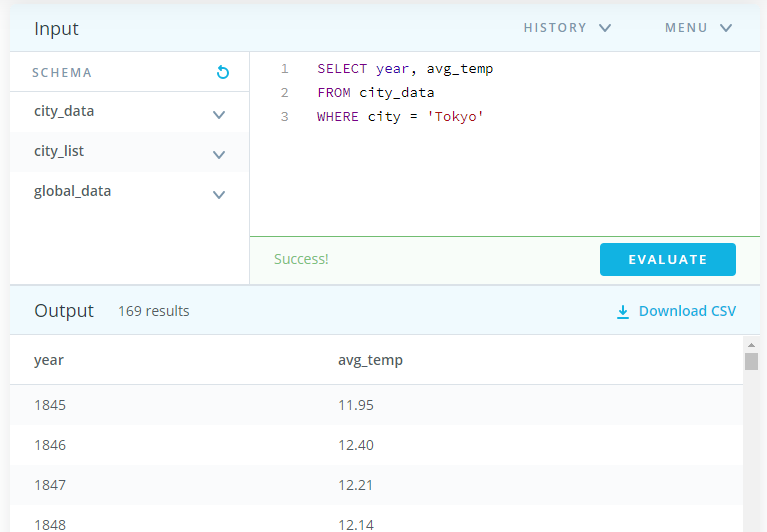 Input
HISTORY
MENU
SCHEMA
city_data
city_list
global_data
1 SELECT year, avg_temp
2 FROM city_data
3 WHERE city = 'Tokyo'
Success!
EVALUATE
Output 169 results
Download CSV
year avg_temp
1845 11.95
1846 12.40
1847 12.21
1848 12.14